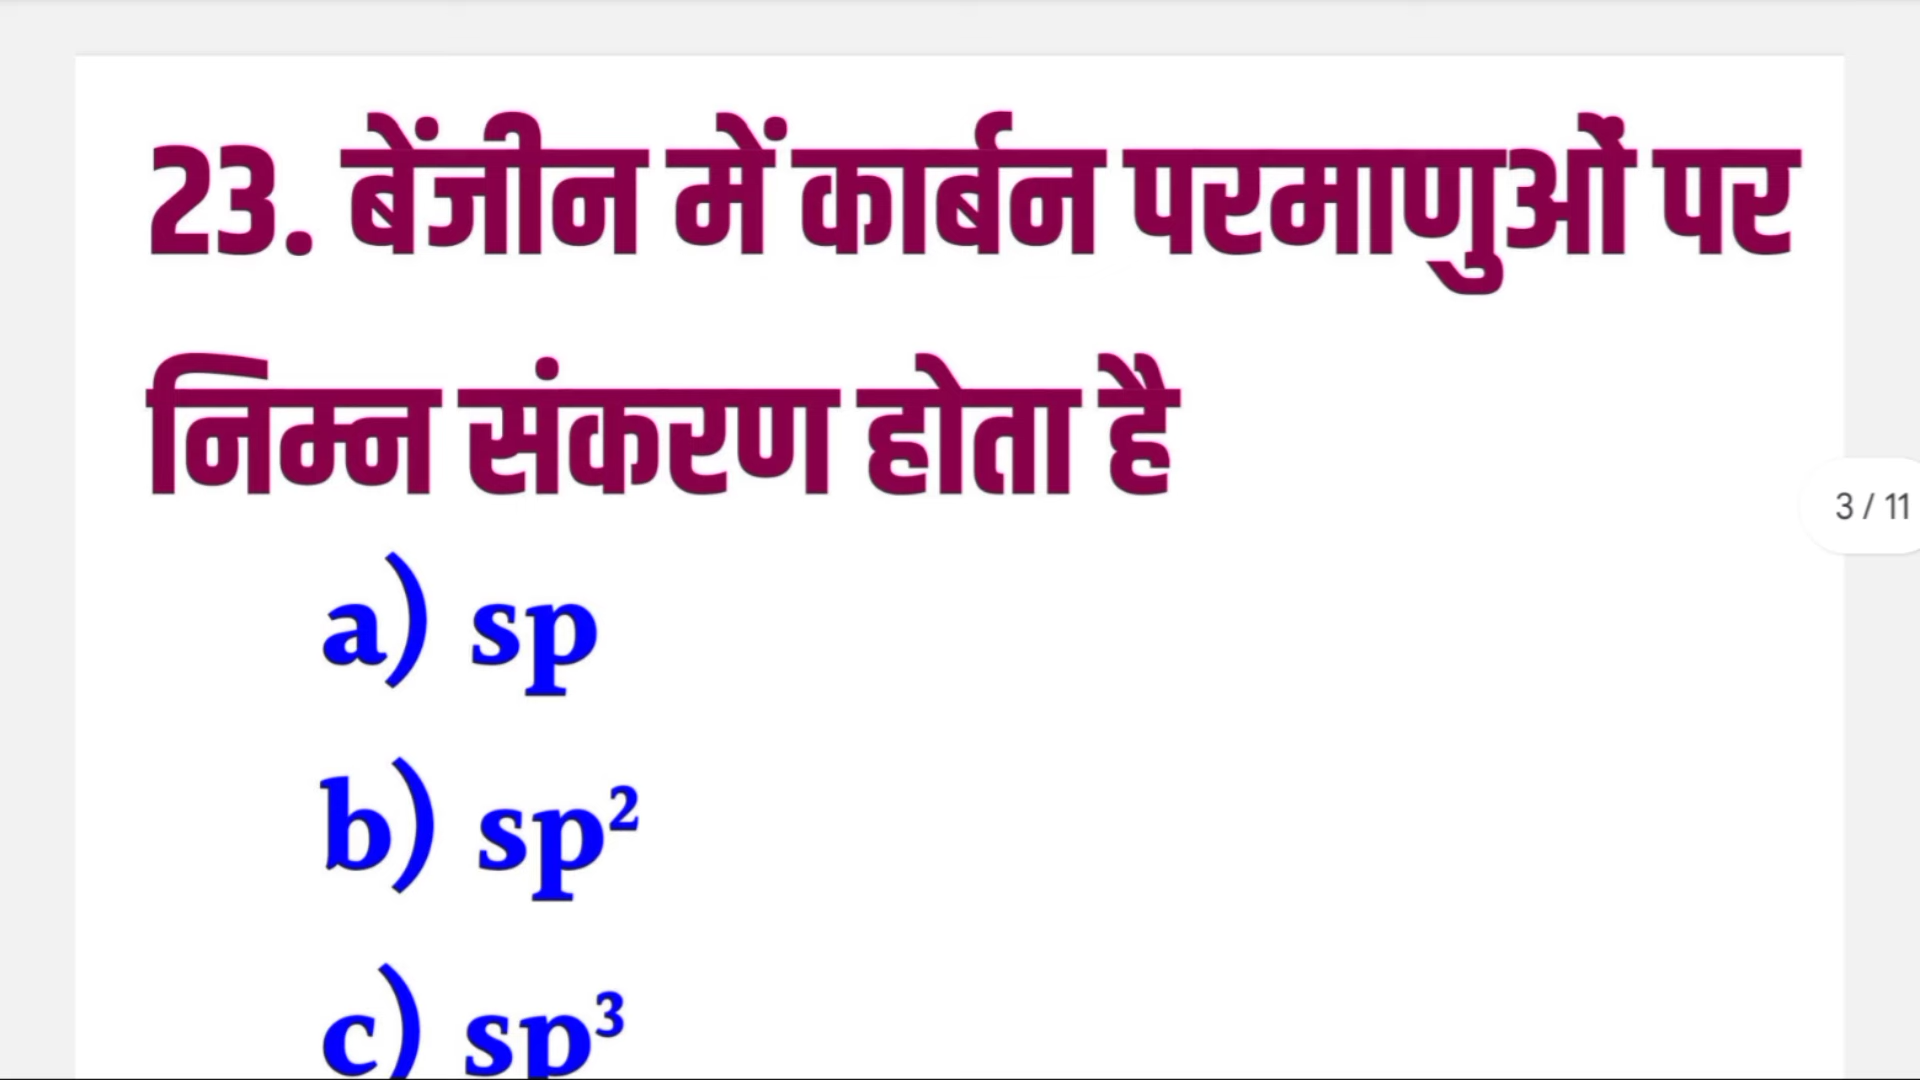 23. बेंजीन में कार्बन परमाणुओं पर
निम्न संकरण होता है
3 / 11
a) sp
b) sp²
c) sp³